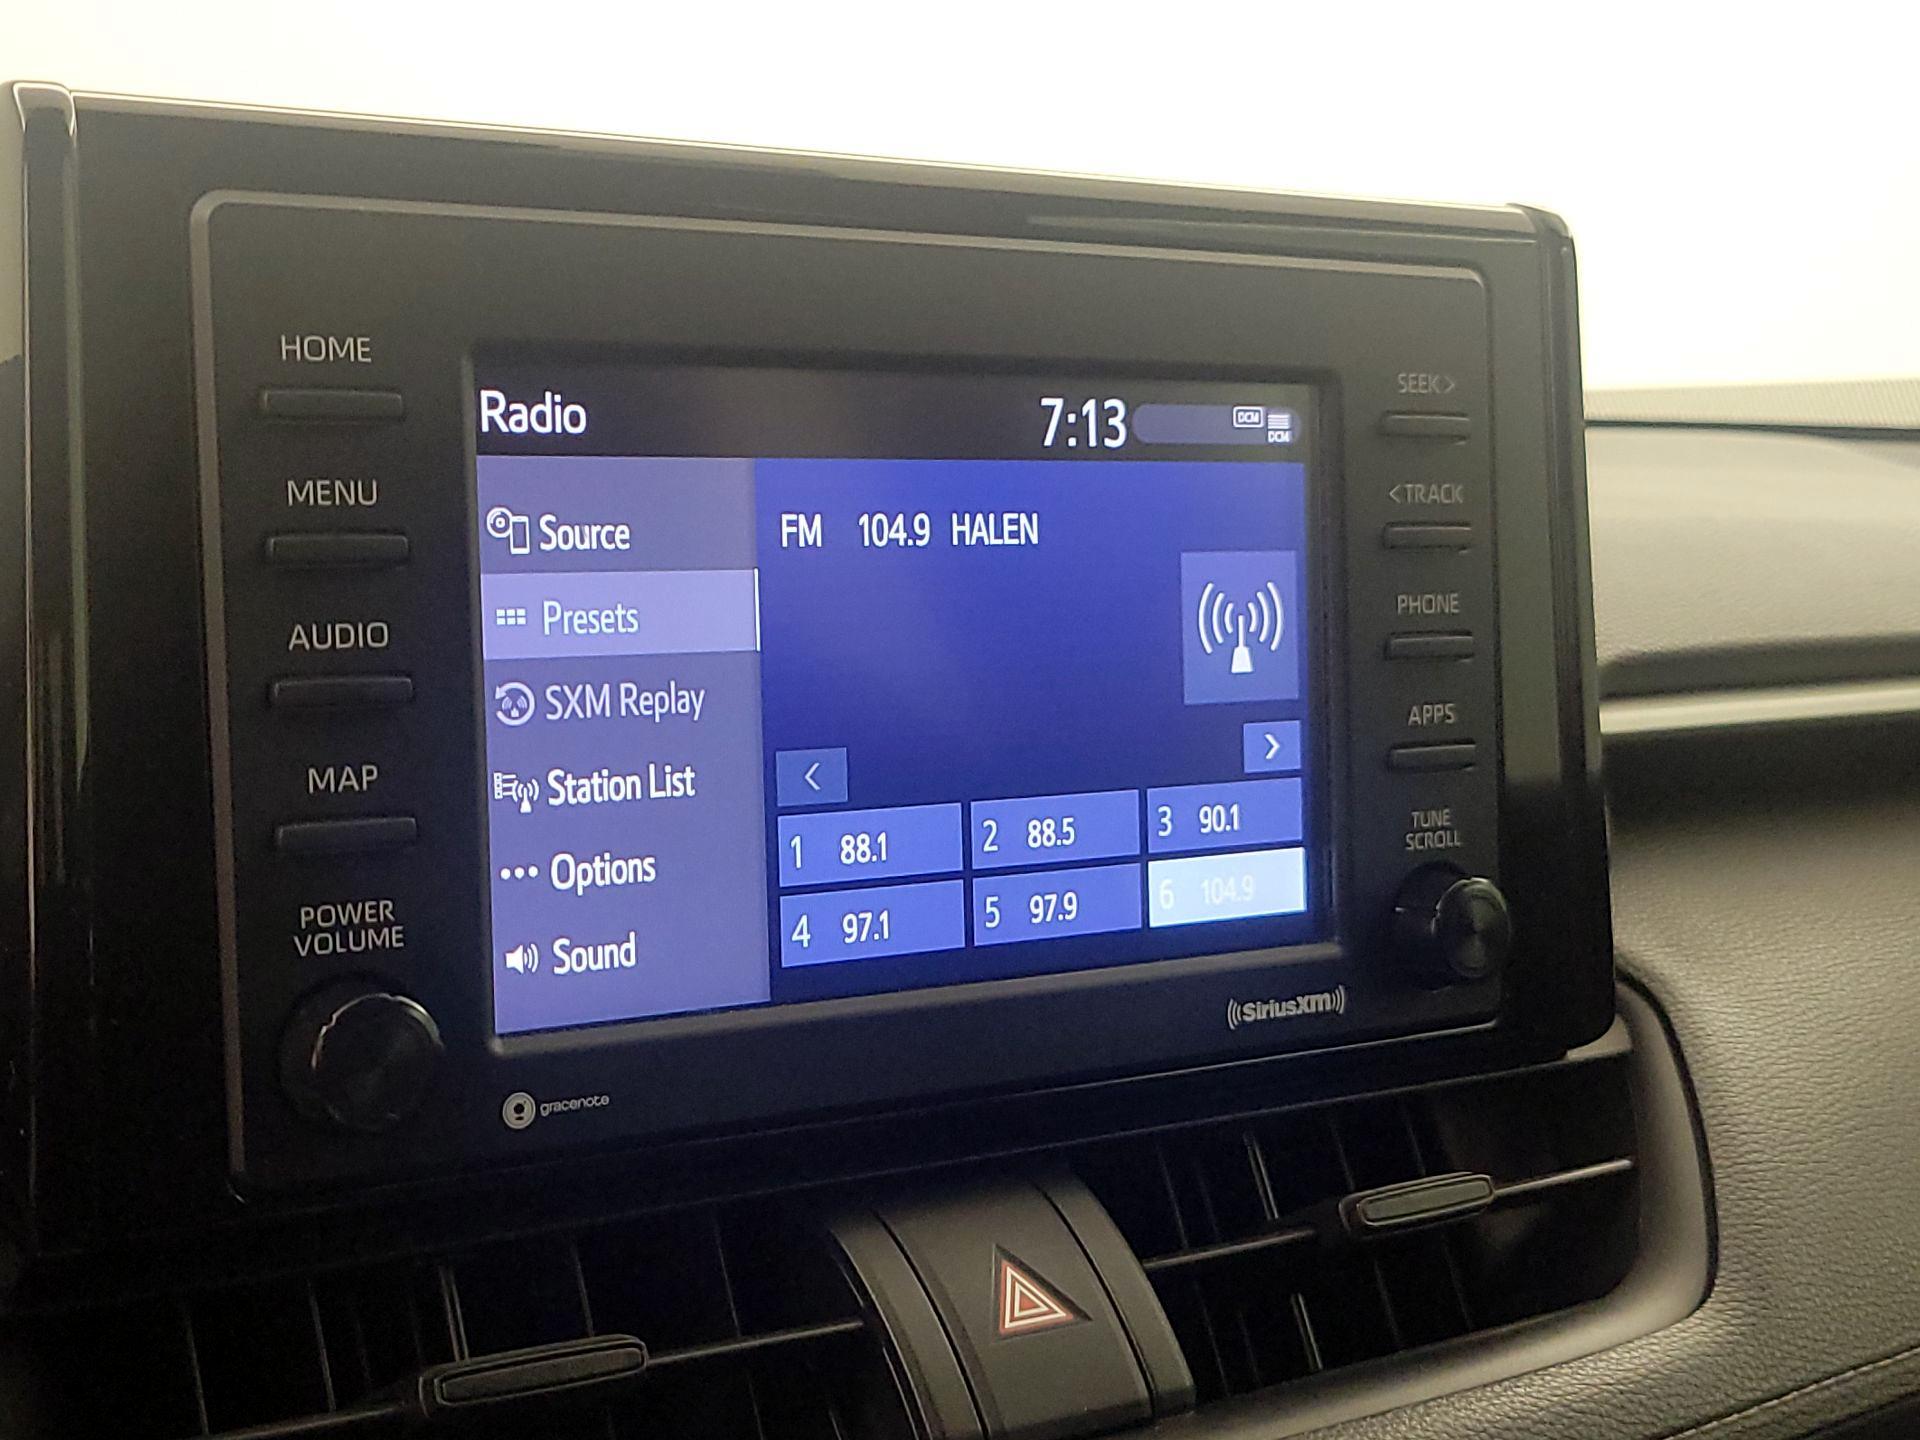 HOME
MENU
AUDIO
MAP
POWER
VOLUME
Radio
7:13
DCM
DCM
Source
Presets
SXM Replay
Station List
Options
Sound
FM 104.9 HALEN
<
>
1 88.1
2 88.5
3 90.1
4 97.1
5 97.9
6 104.9
SEEK >
< TRACK
PHONE
APPS
TUNE
SCROLL
((SiriusXM))
gracenote